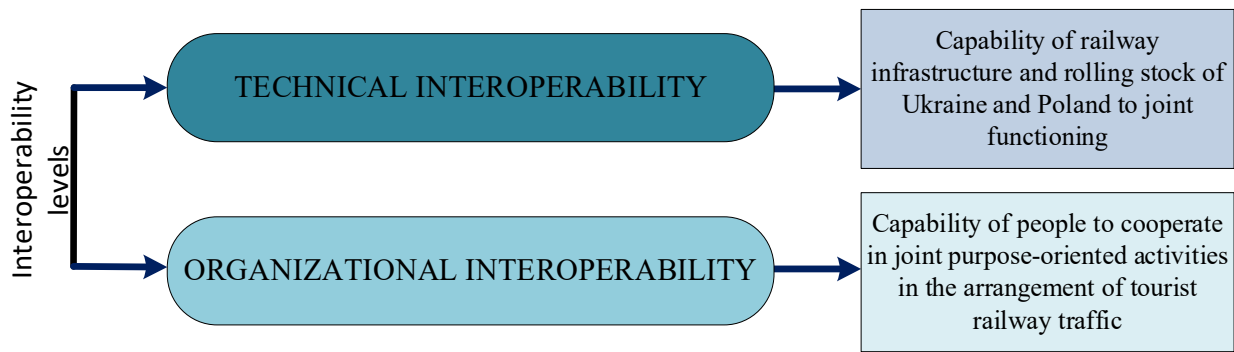 Interoperability
levels
TECHNICAL INTEROPERABILITY
Capability of railway
infrastructure and rolling stock of
Ukraine and Poland to joint
functioning
ORGANIZATIONAL INTEROPERABILITY
Capability of people to cooperate
in joint purpose-oriented activities
in the arrangement of tourist
railway traffic